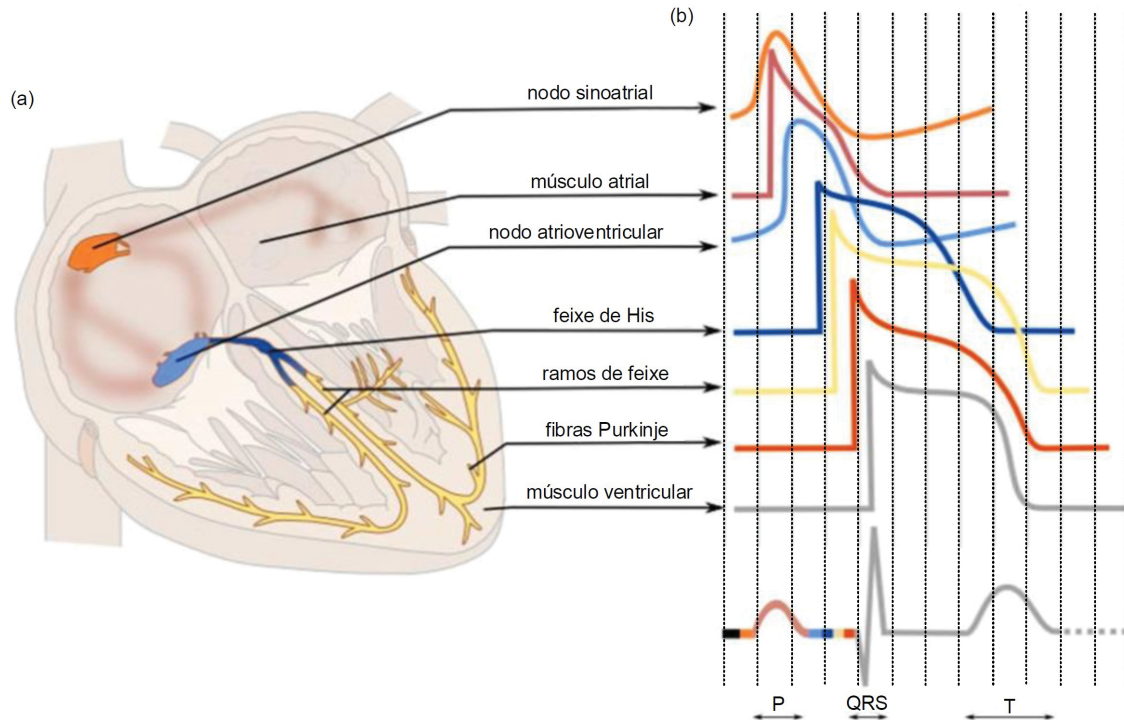 (b)
(a)
nodo sinoatrial
músculo atrial
nodo atrioventricular
feixe de His
ramos de feixe
fibras Purkinje
músculo ventricular
P
QRS
T